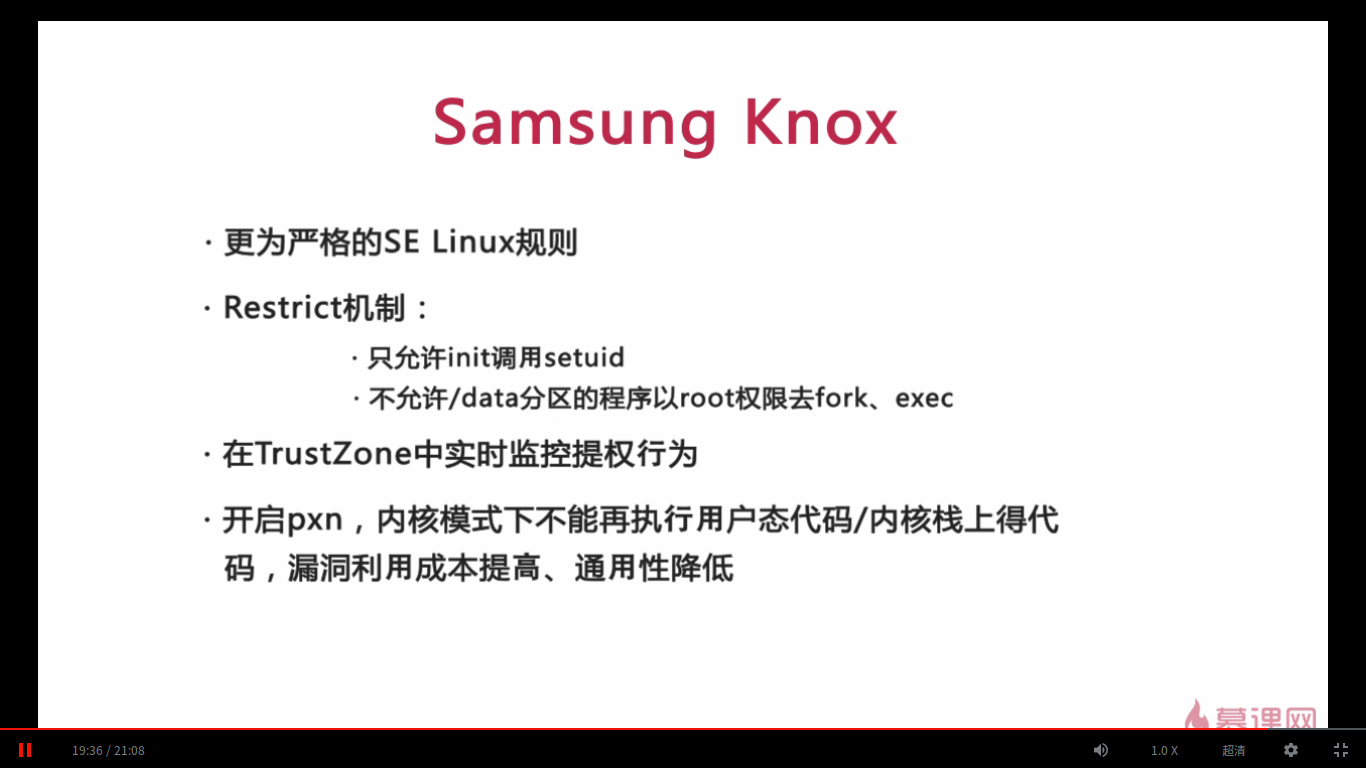 Samsung Knox
· 更为严格的SE Linux规则
· Restrict机制：
· 只允许init调用setuid
· 不允许/data分区的程序以root权限去fork、exec
· 在TrustZone中实时监控提权行为
· 开启pxn，内核模式下不能再执行用户态代码/内核栈上得代
码，漏洞利用成本提高、通用性降低
慕课网
19:36 / 21:08
1.0 X
超清